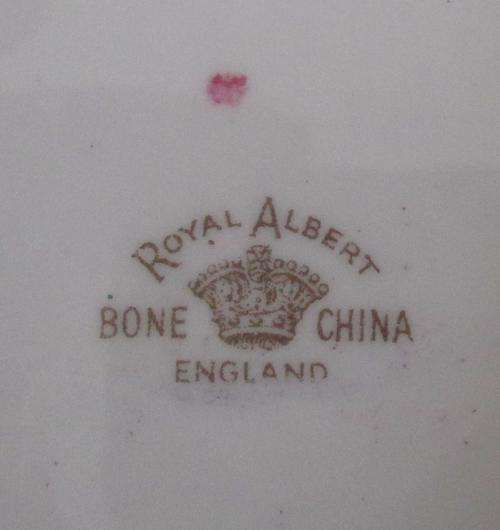 ROYAL ALBERT
BONE CHINA
ENGLAND